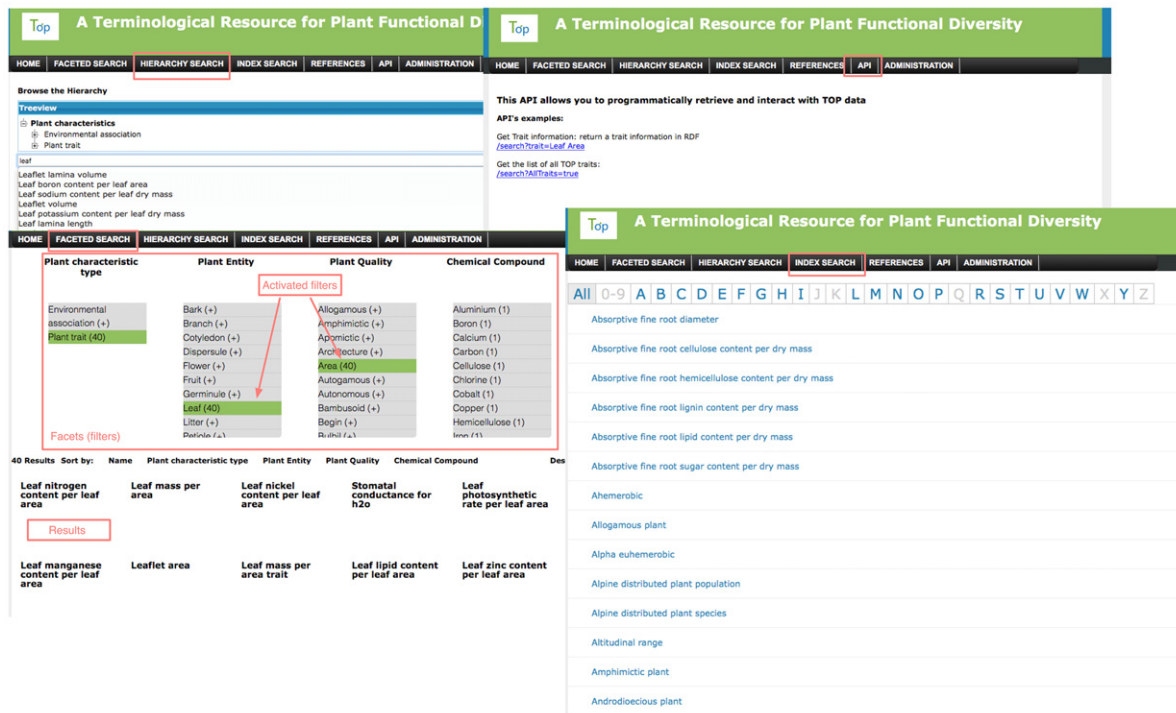 Top
A Terminological Resource for Plant Functional D
HOME FACETED SEARCH HIERARCHY SEARCH INDEX SEARCH REFERENCES API ADMINISTRATION
Browse the Hierarchy
Treeview
Plant characteristics
Environmental association
Plant trait
leaf
Leaflet lamina volume
Leaf boron content per leaf area
Leaf sodium content per leaf dry mass
Leaflet volume
Leaf potassium content per leaf dry mass
Leaf lamina length
Top
A Terminological Resource for Plant Functional Diversity
HOME FACETED SEARCH HIERARCHY SEARCH INDEX SEARCH REFERENCES API ADMINISTRATION
This API allows you to programmatically retrieve and interact with TOP data
API's examples:
Get Trait information: return a trait information in RDF
/search?trait=Leaf Area
Get the list of all TOP traits:
/search?AllTraits=true
HOME FACETED SEARCH HIERARCHY SEARCH INDEX SEARCH REFERENCES API ADMINISTRATION
Plant characteristic type
Environmental association (+)
Plant trait (40)
Plant Entity
Bark (+)
Branch (+)
Cotyledon (+)
Dispersule (+)
Flower (+)
Fruit (+)
Germinule (+)
Leaf (40)
Litter (+)
Petiole (+)
Plant Quality
Activated filters
Allogamous (+)
Amphimictic (+)
Apomictic (+)
Architecture (+)
Area (40)
Autogamous (+)
Autonomous (+)
Bambusoid (+)
Begin (+)
Bulbil (+)
Chemical Compound
Aluminium (1)
Boron (1)
Calcium (1)
Carbon (1)
Cellulose (1)
Chlorine (1)
Cobalt (1)
Copper (1)
Hemicellulose (1)
Iron (1)
Facets (filters)
40 Results Sort by: Name Plant characteristic type Plant Entity Plant Quality Chemical Compound Des
Leaf nitrogen content per leaf area
Leaf mass per area
Leaf nickel content per leaf area
Stomatal conductance for h2o
Leaf photosynthetic rate per leaf area
Results
Leaf manganese content per leaf area
Leaflet area
Leaf mass per area trait
Leaf lipid content per leaf area
Leaf zinc content per leaf area
Top
A Terminological Resource for Plant Functional Diversity
HOME FACETED SEARCH HIERARCHY SEARCH INDEX SEARCH REFERENCES API ADMINISTRATION
All 0-9 A B C D E F G H I J K L M N O P Q R S T U V W X Y Z
Absorptive fine root diameter
Absorptive fine root cellulose content per dry mass
Absorptive fine root hemicellulose content per dry mass
Absorptive fine root lignin content per dry mass
Absorptive fine root lipid content per dry mass
Absorptive fine root sugar content per dry mass
Ahemerobic
Allogamous plant
Alpha euhemerobic
Alpine distributed plant population
Alpine distributed plant species
Altitudinal range
Amphimictic plant
Androdioecious plant